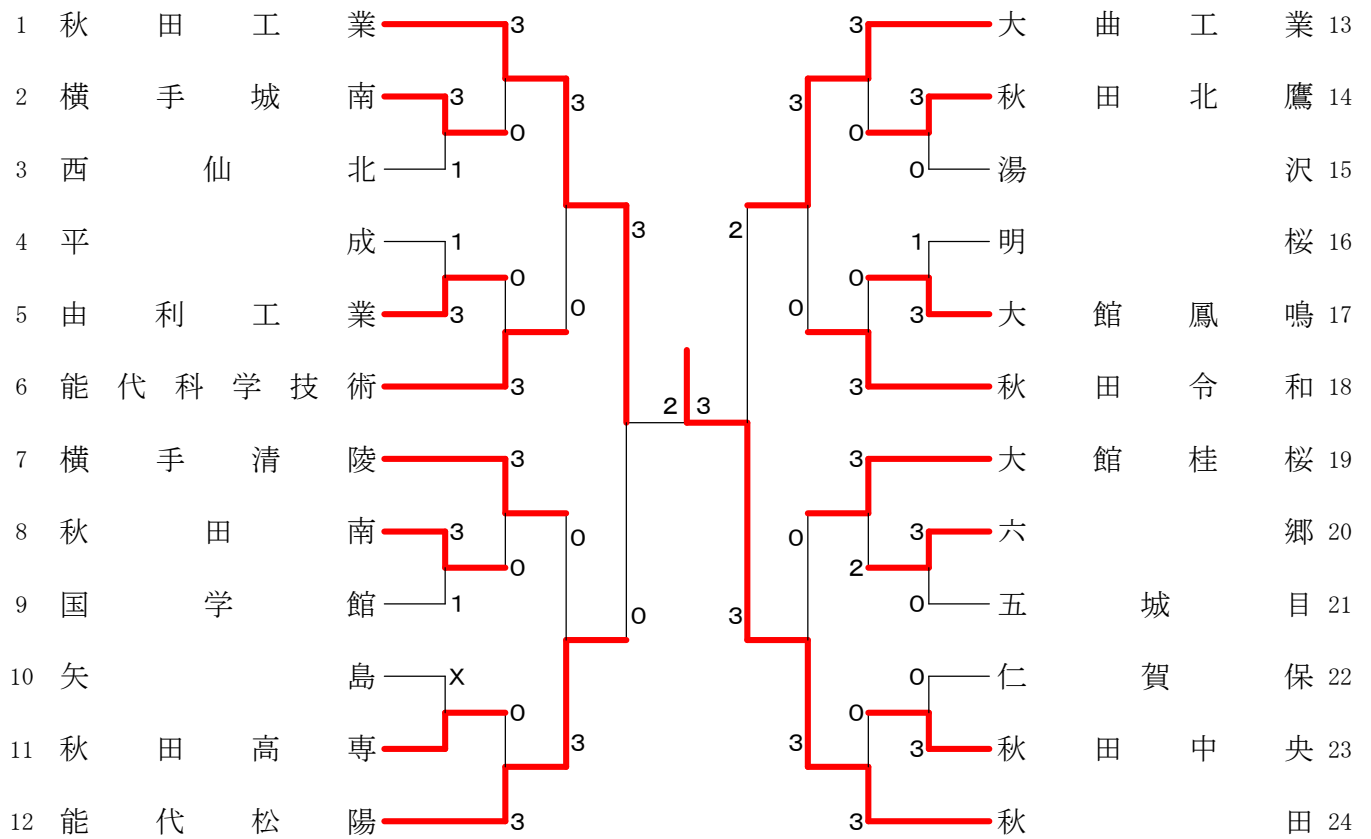 1 秋田工業 3 3 大曲工業 13
2 横手城南 3 3 3 3 秋田北鷹 14
0 0
3 西仙北 1 0 湯沢 15
3 2
4 平成 1 1 明桜 16
0 0
5 由利工業 3 0 0 3 大館鳳鳴 17
6 能代科学技術 3 3 秋田令和 18
2 3
7 横手清陵 3 3 大館桂桜 19
8 秋田南 3 0 0 3 六郷 20
0 2
9 国学館 1 0 五城目 21
0 3
10 矢島 X 0 仁賀保 22
0 0
11 秋田高専 3 3 3 秋田中央 23
12 能代松陽 3 3 秋田 24